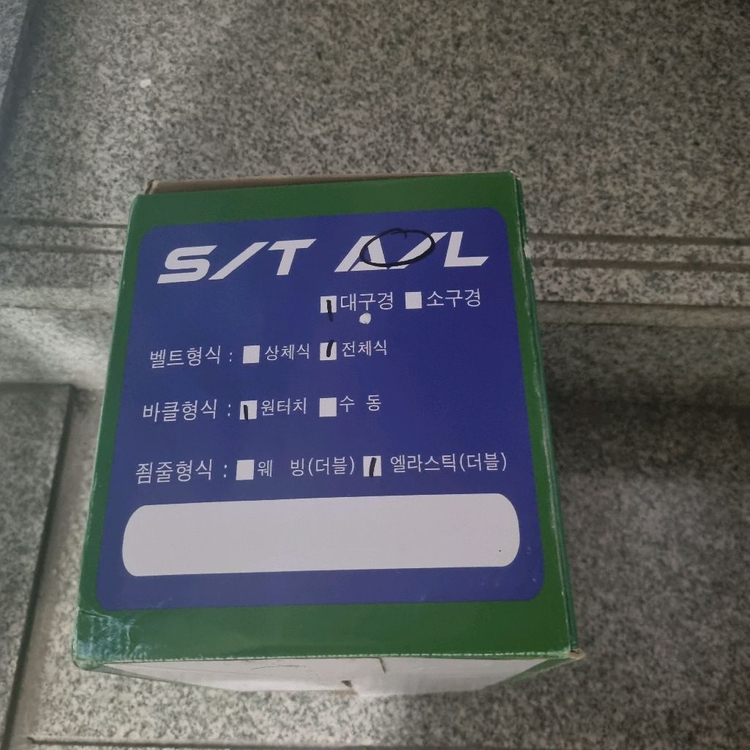 S/T A/L
대구경 소구경
벨트형식 : 상체식 전체식
바클형식 : 원터치 수 동
죔줄형식 : 웨 빙(더블) 엘라스틱(더블)